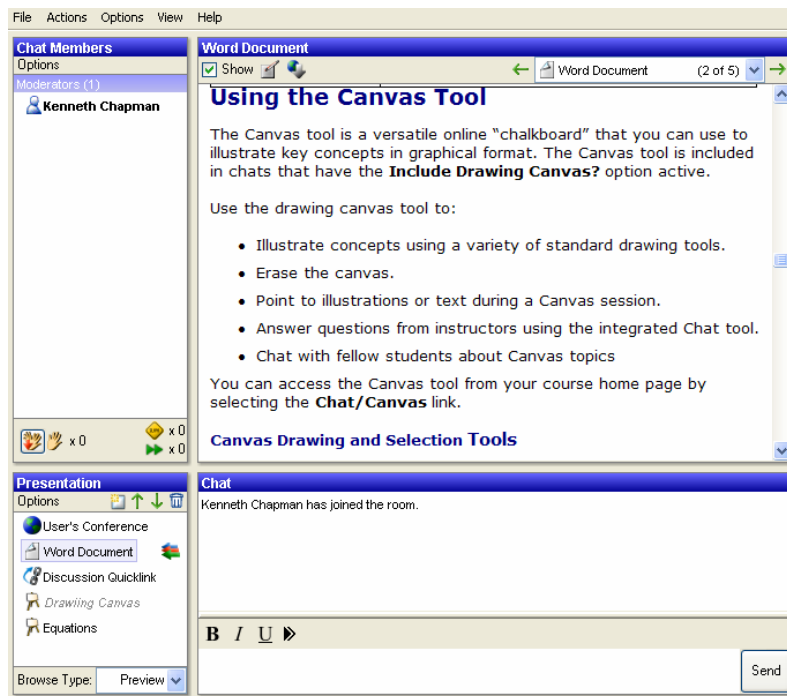 File Actions Options View Help
Chat Members
Options
Moderators (1)
Kenneth Chapman
x 0
x 0
x 0
Word Document
Show
Word Document (2 of 5)
Using the Canvas Tool
The Canvas tool is a versatile online “chalkboard” that you can use to
illustrate key concepts in graphical format. The Canvas tool is included
in chats that have the Include Drawing Canvas? option active.
Use the drawing canvas tool to:
• Illustrate concepts using a variety of standard drawing tools.
• Erase the canvas.
• Point to illustrations or text during a Canvas session.
• Answer questions from instructors using the integrated Chat tool.
• Chat with fellow students about Canvas topics
You can access the Canvas tool from your course home page by
selecting the Chat/Canvas link.
Canvas Drawing and Selection Tools
Presentation
Options
User's Conference
Word Document
Discussion Quicklink
Drawiing Canvas
Equations
Browse Type: Preview
Chat
Kenneth Chapman has joined the room.
B I U
Send